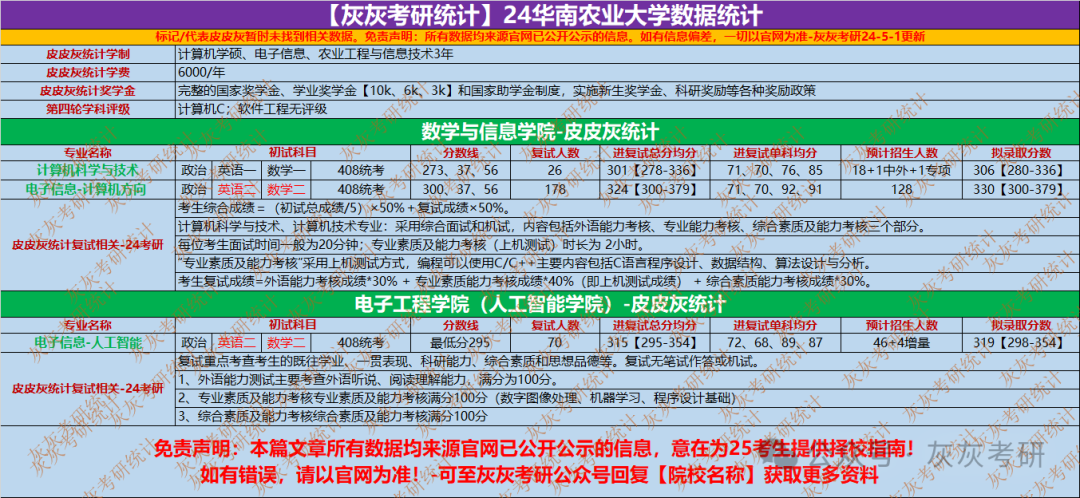 【灰灰考研统计】24华南农业大学数据统计
标记/代表皮皮灰暂时未找到相关数据。免责声明：所有数据均来源官网已公开公示的信息。如有信息偏差，一切以官网为准-灰灰考研24-5-1更新
皮皮灰统计学制 计算机学硕、电子信息、农业工程与信息技术3年
皮皮灰统计学费 6000/年
皮皮灰统计奖学金 完整的国家奖学金、学业奖学金【10k、6k、3k】和国家助学金制度，实施新生奖学金、科研奖励等各种奖励政策
第四轮学科评级 计算机C；软件工程无评级
数学与信息学院-皮皮灰统计
专业名称 初试科目 分数线 复试人数 进复试总分均分 进复试单科均分 预计招生人数 拟录取分数
计算机科学与技术 政治 英语一 数学一 408统考 273、37、56 26 301【278-336】 71、70、76、85 18+1中外+1专项 306【280-336】
电子信息-计算机方向 政治 英语二 数学二 408统考 300、37、56 178 324【300-379】 71、70、92、91 128 330【300-379】
皮皮灰统计复试相关-24考研
考生综合成绩＝（初试总成绩/5）×50%＋复试成绩×50%。
计算机科学与技术、计算机技术专业：采用综合面试和机试，内容包括外语能力考核、专业能力考核、综合素质及能力考核三个部分。
每位考生面试时间一般为20分钟；专业素质及能力考核（上机测试）时长为 2小时。
“专业素质及能力考核”采用上机测试方式，编程可以使用C/C++主要内容包括C语言程序设计、数据结构、算法设计与分析。
考生复试成绩=外语能力考核成绩*30% + 专业素质能力考核成绩*40%（即上机测试成绩） + 综合素质能力考核成绩*30%。
电子工程学院（人工智能学院）-皮皮灰统计
专业名称 初试科目 分数线 复试人数 进复试总分均分 进复试单科均分 预计招生人数 拟录取分数
电子信息-人工智能 政治 英语二 数学二 408统考 最低分295 70 315【295-354】 72、68、89、87 46+4增量 319【298-354】
皮皮灰统计复试相关-24考研
复试重点考查考生的既往学业、一贯表现、科研能力、综合素质和思想品德等。复试无笔试作答或机试。
1、外语能力测试主要考查外语听说、阅读理解能力，满分为100分。
2、专业素质及能力考核专业素质及能力考核满分100分（数字图像处理、机器学习、程序设计基础）
3、综合素质及能力考核综合素质及能力考核满分100分
免责声明：本篇文章所有数据均来源官网已公开公示的信息，意在为25考生提供择校指南！
如有错误，请以官网为准！-可至灰灰考研公众号回复【院校名称】获取更多资料
公众号 灰灰考研
灰灰考研统计